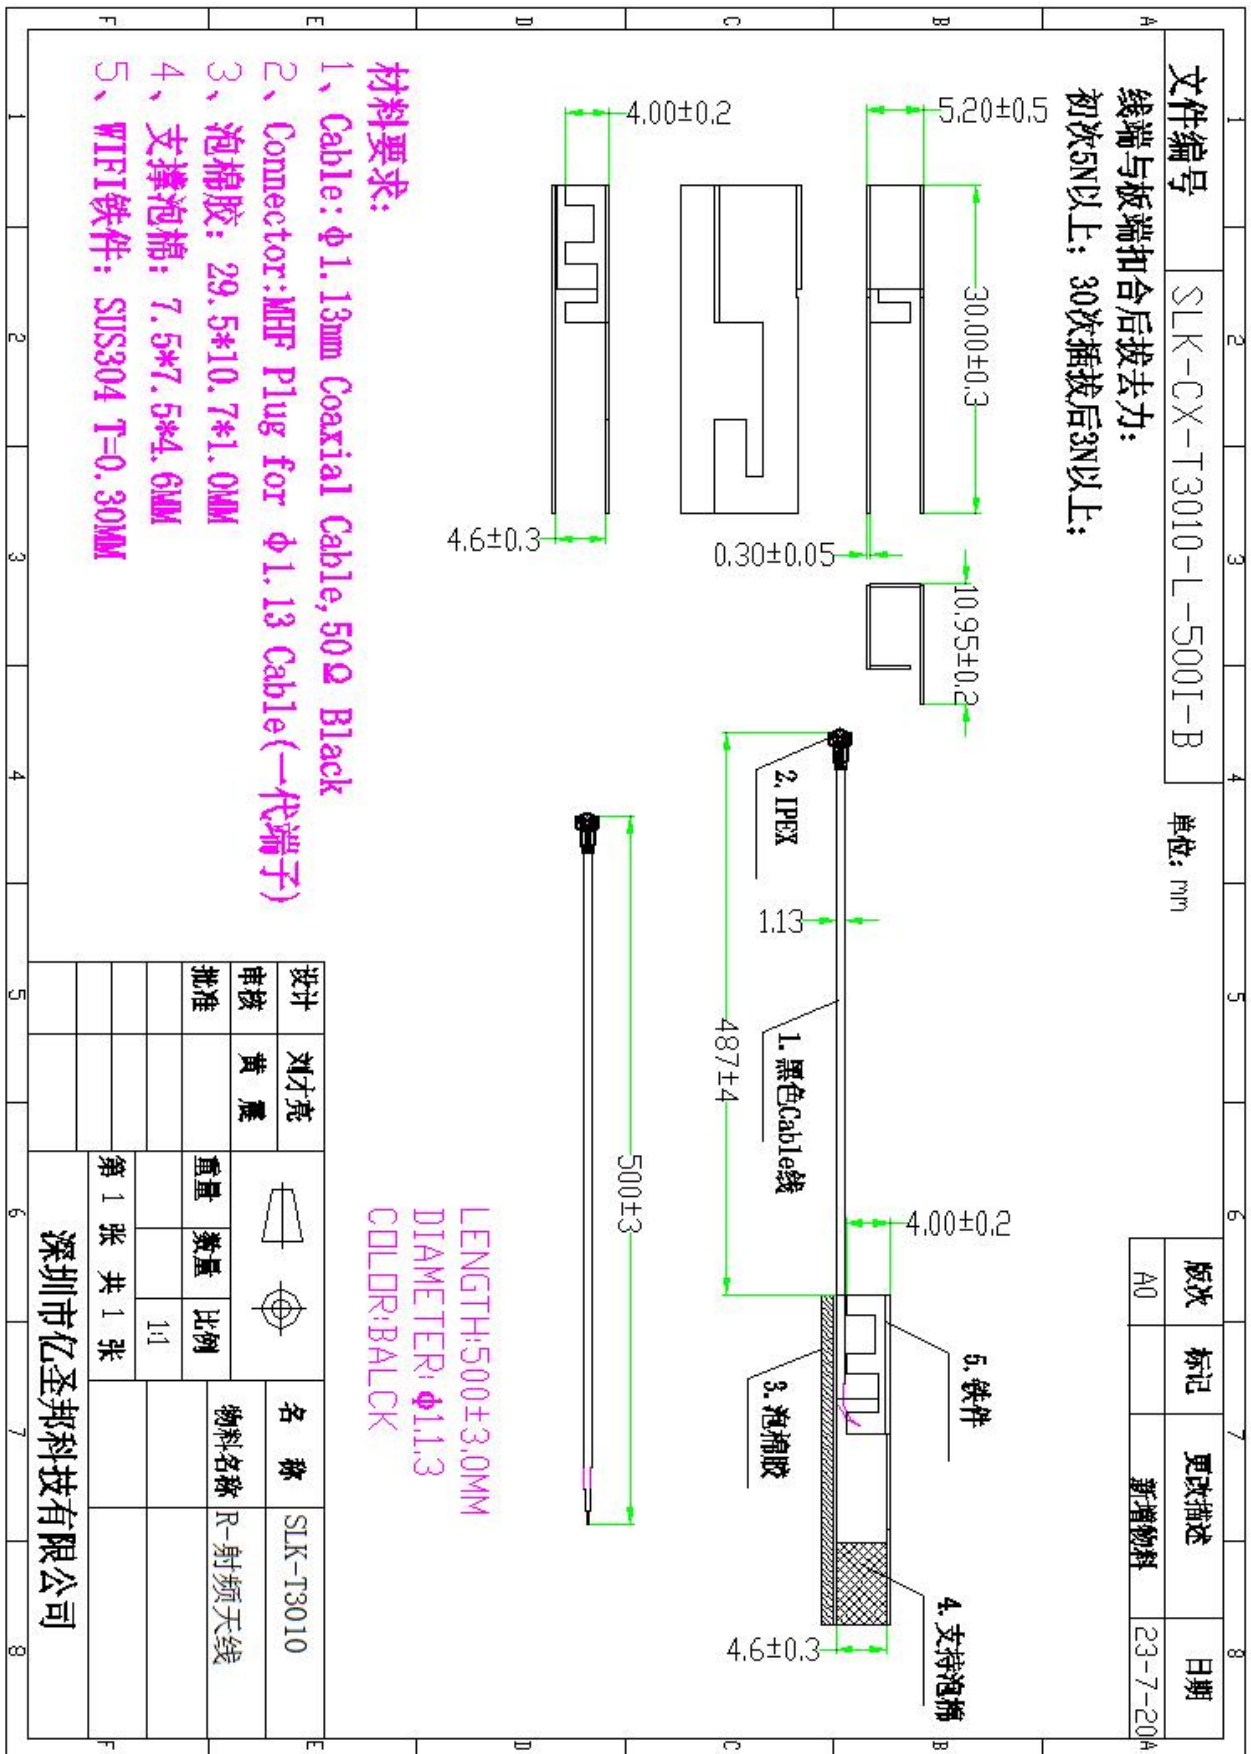 1 2 3 4 5 6 7 8
文件编号 SLK-CX-T3010-L-500I-B
单位: mm
版次 标记 更改描述 日期
A0 新增物料 23-7-20
A
线端与板端扣合后拔去力:
初次5N以上; 30次插拔后3N以上;
5.20±0.5
30.00±0.3
0.30±0.05
10.95±0.2
4.00±0.2
4.6±0.3
2. IPEX
1.13
1. 黑色Cable线
487±4
4.00±0.2
5. 铁件
3. 泡棉胶
4. 支持泡棉
4.6±0.3
500±3
LENGTH:500±3.0MM
DIAMETER:Φ1.1.3
COLOR:BALCK
材料要求:
1、Cable:Φ1.13mm Coaxial Cable,50Ω Black
2、Connector:MHF Plug for Φ1.13 Cable(一代端子)
3、泡棉胶: 29.5*10.7*1.0MM
4、支撑泡棉: 7.5*7.5*4.6MM
5、WIFI铁件: SUS304 T=0.30MM
设计 刘才亮
审核 黄 晨
批准
重量 数量 比例
1:1
第 1 张 共 1 张
名 称 SLK-T3010
物料名称 R-射频天线
深圳市亿圣邦科技有限公司
A B C D E F
A B C D E F
1 2 3 4 5 6 7 8